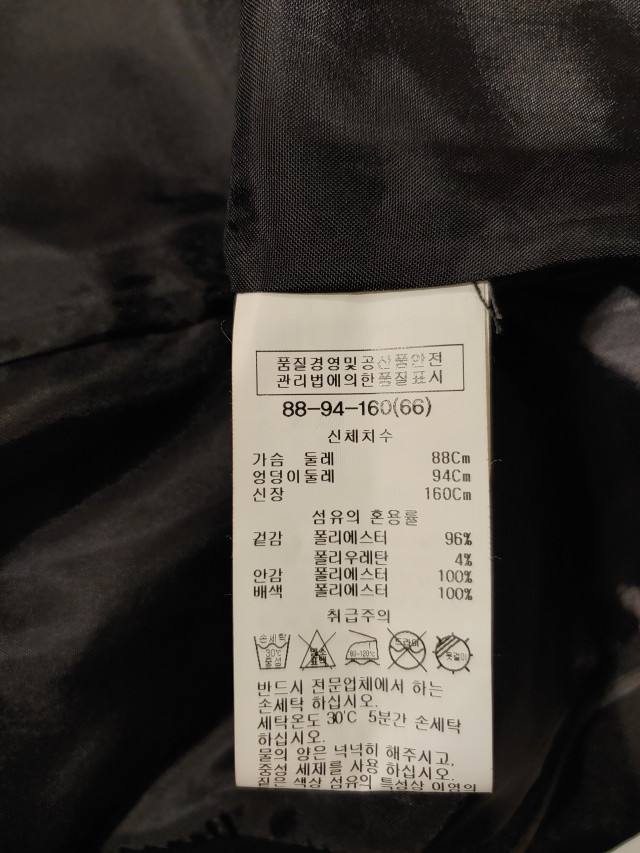 품질경영및공산품안전
관리법에의한품질표시
88-94-160(66)
신체치수
가슴 둘레 88Cm
엉덩이둘레 94Cm
신장 160Cm
섬유의 혼용률
겉감 폴리에스터 96%
폴리우레탄 4%
안감 폴리에스터 100%
배색 폴리에스터 100%
취급주의
손세탁 30℃ 중성
염소 표백
80~120℃
드라이
옷걸이
반드시 전문업체에서 하는
손세탁 하십시오.
세탁온도 30℃ 5분간 손세탁
하십시오.
물의 양은 넉넉히 해주시고,
중성 세제를 사용 하십시오.
짙은 색상 섬유의 특성상 이염의